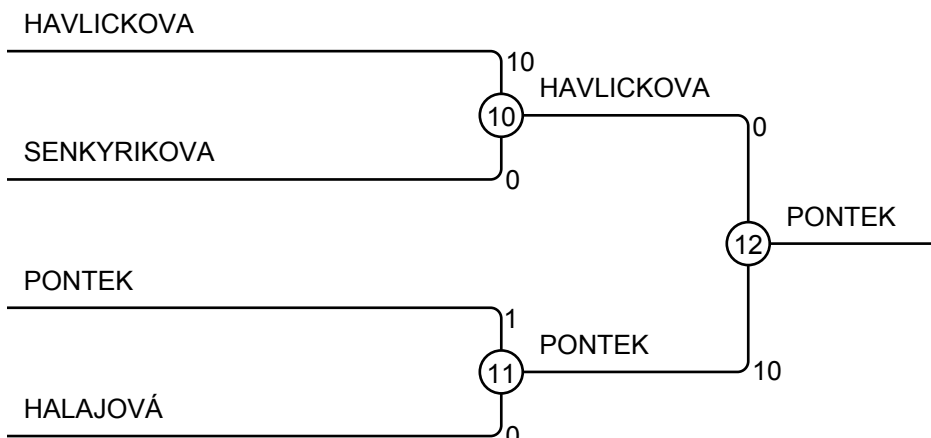 HAVLICKOVA
10
HAVLICKOVA
10
0
SENKYRIKOVA
0
PONTEK
12
PONTEK
1
PONTEK
11
10
HALAJOVÁ
0